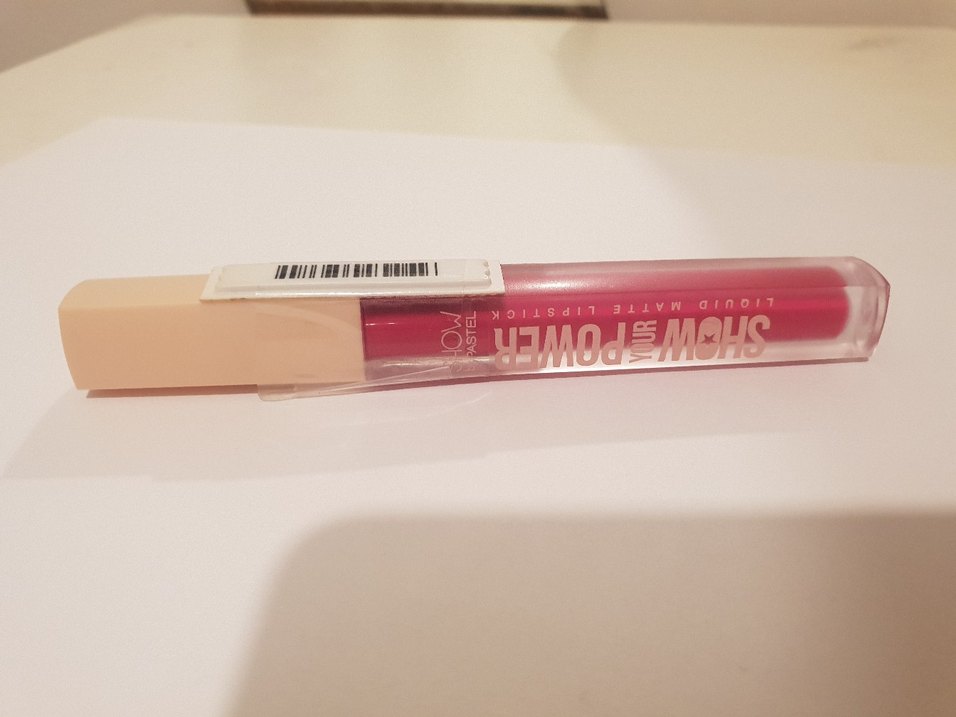 SHOW
YOUR
POWER
LIQUID MATTE LIPSTICK
SHOW
BY PASTEL